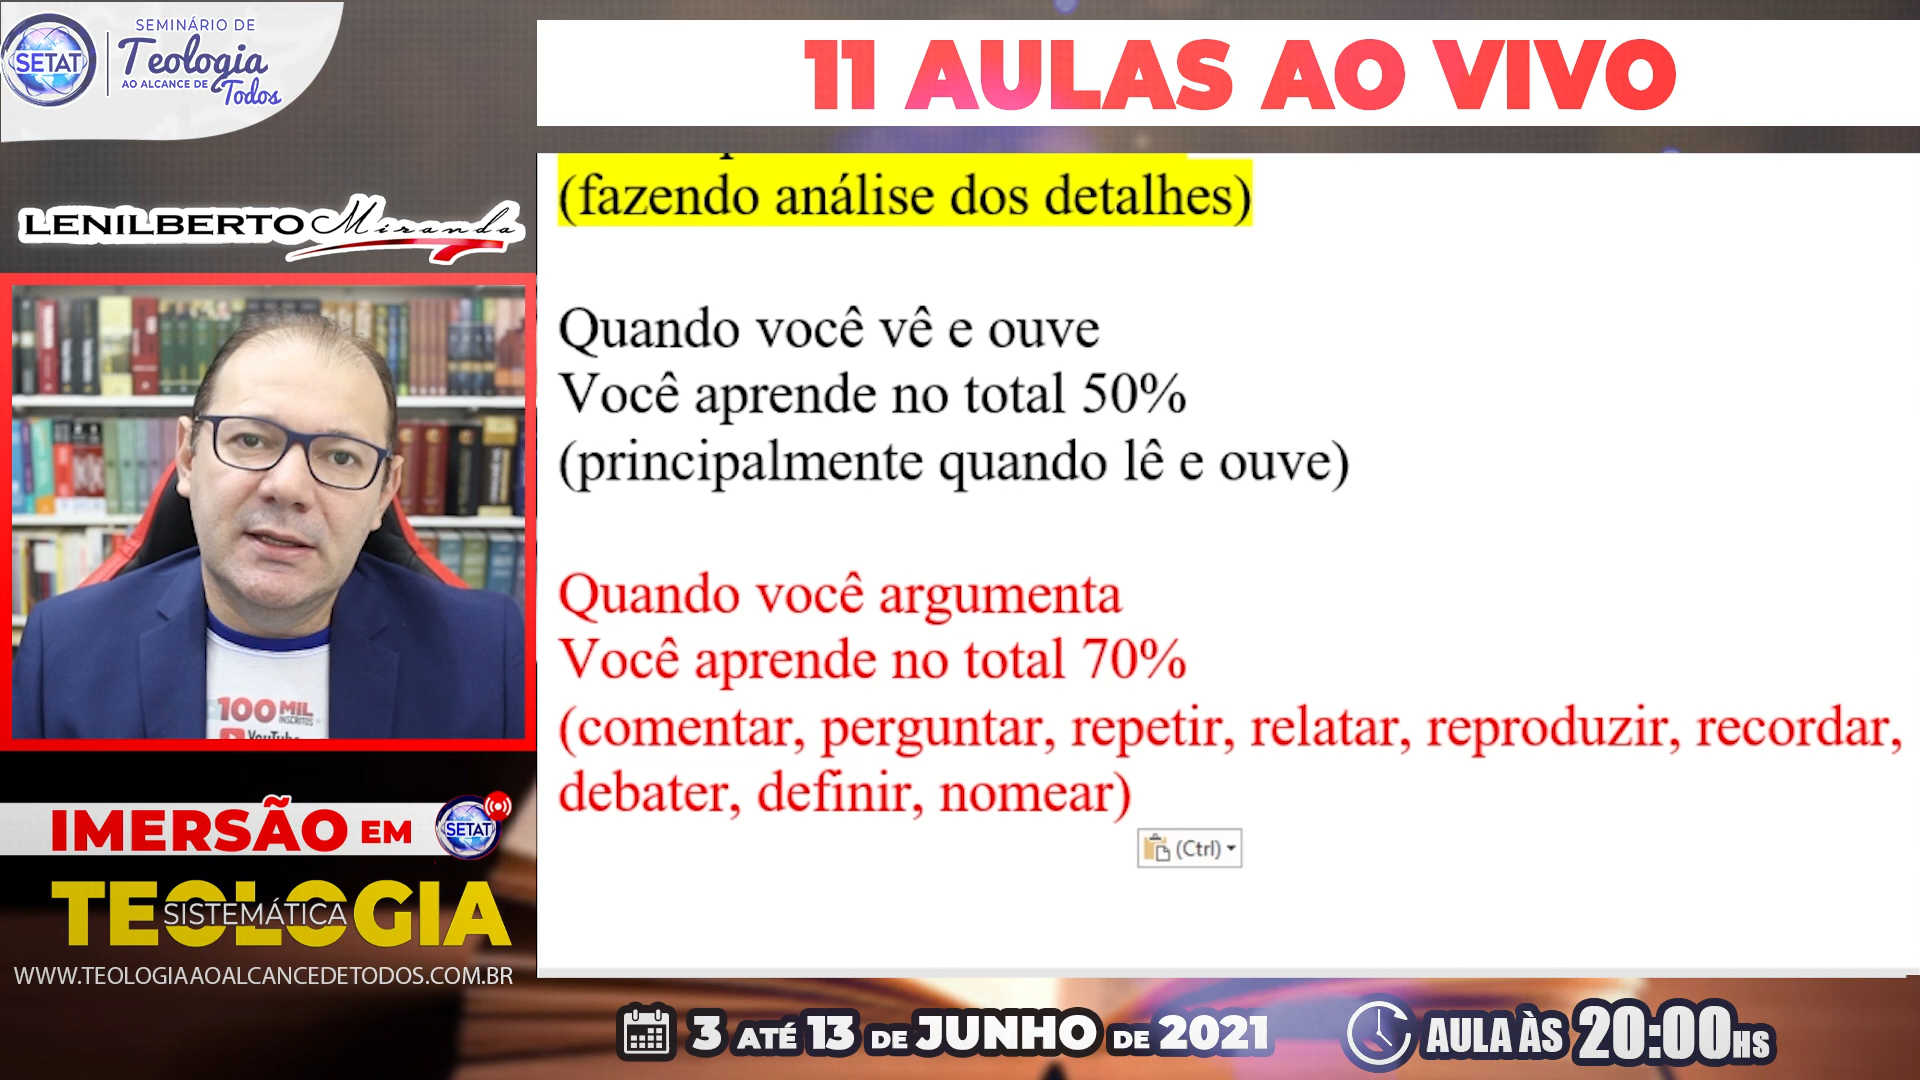 SEMINÁRIO DE
SETAT
Teologia
AO ALCANCE DE
Todos
11 AULAS AO VIVO
LENILBERTO Miranda
(fazendo análise dos detalhes)
Quando você vê e ouve
Você aprende no total 50%
(principalmente quando lê e ouve)
Quando você argumenta
Você aprende no total 70%
(comentar, perguntar, repetir, relatar, reproduzir, recordar,
debater, definir, nomear)
(Ctrl)
100 MIL
INSCRITOS
YouTube
IMERSÃO EM
SETAT
TEOLOGIA
SISTEMÁTICA
WWW.TEOLOGIAAOALCANCEDETODOS.COM.BR
3 ATÉ 13 DE JUNHO DE 2021
AULA ÀS 20:00HS